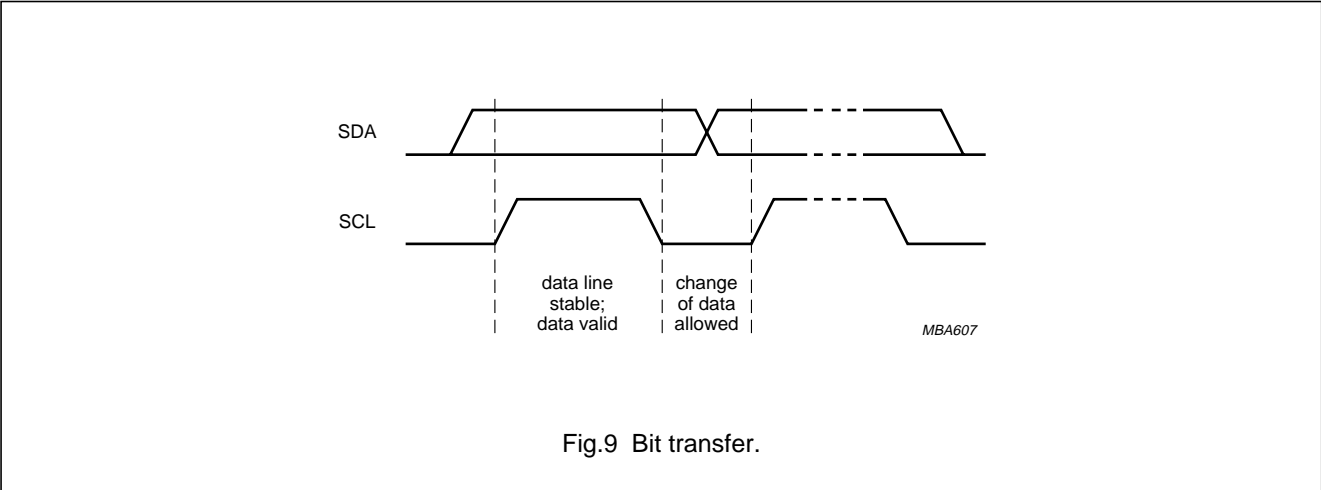 SDA
SCL
data line
stable;
data valid
change
of data
allowed
MBA607
Fig.9 Bit transfer.